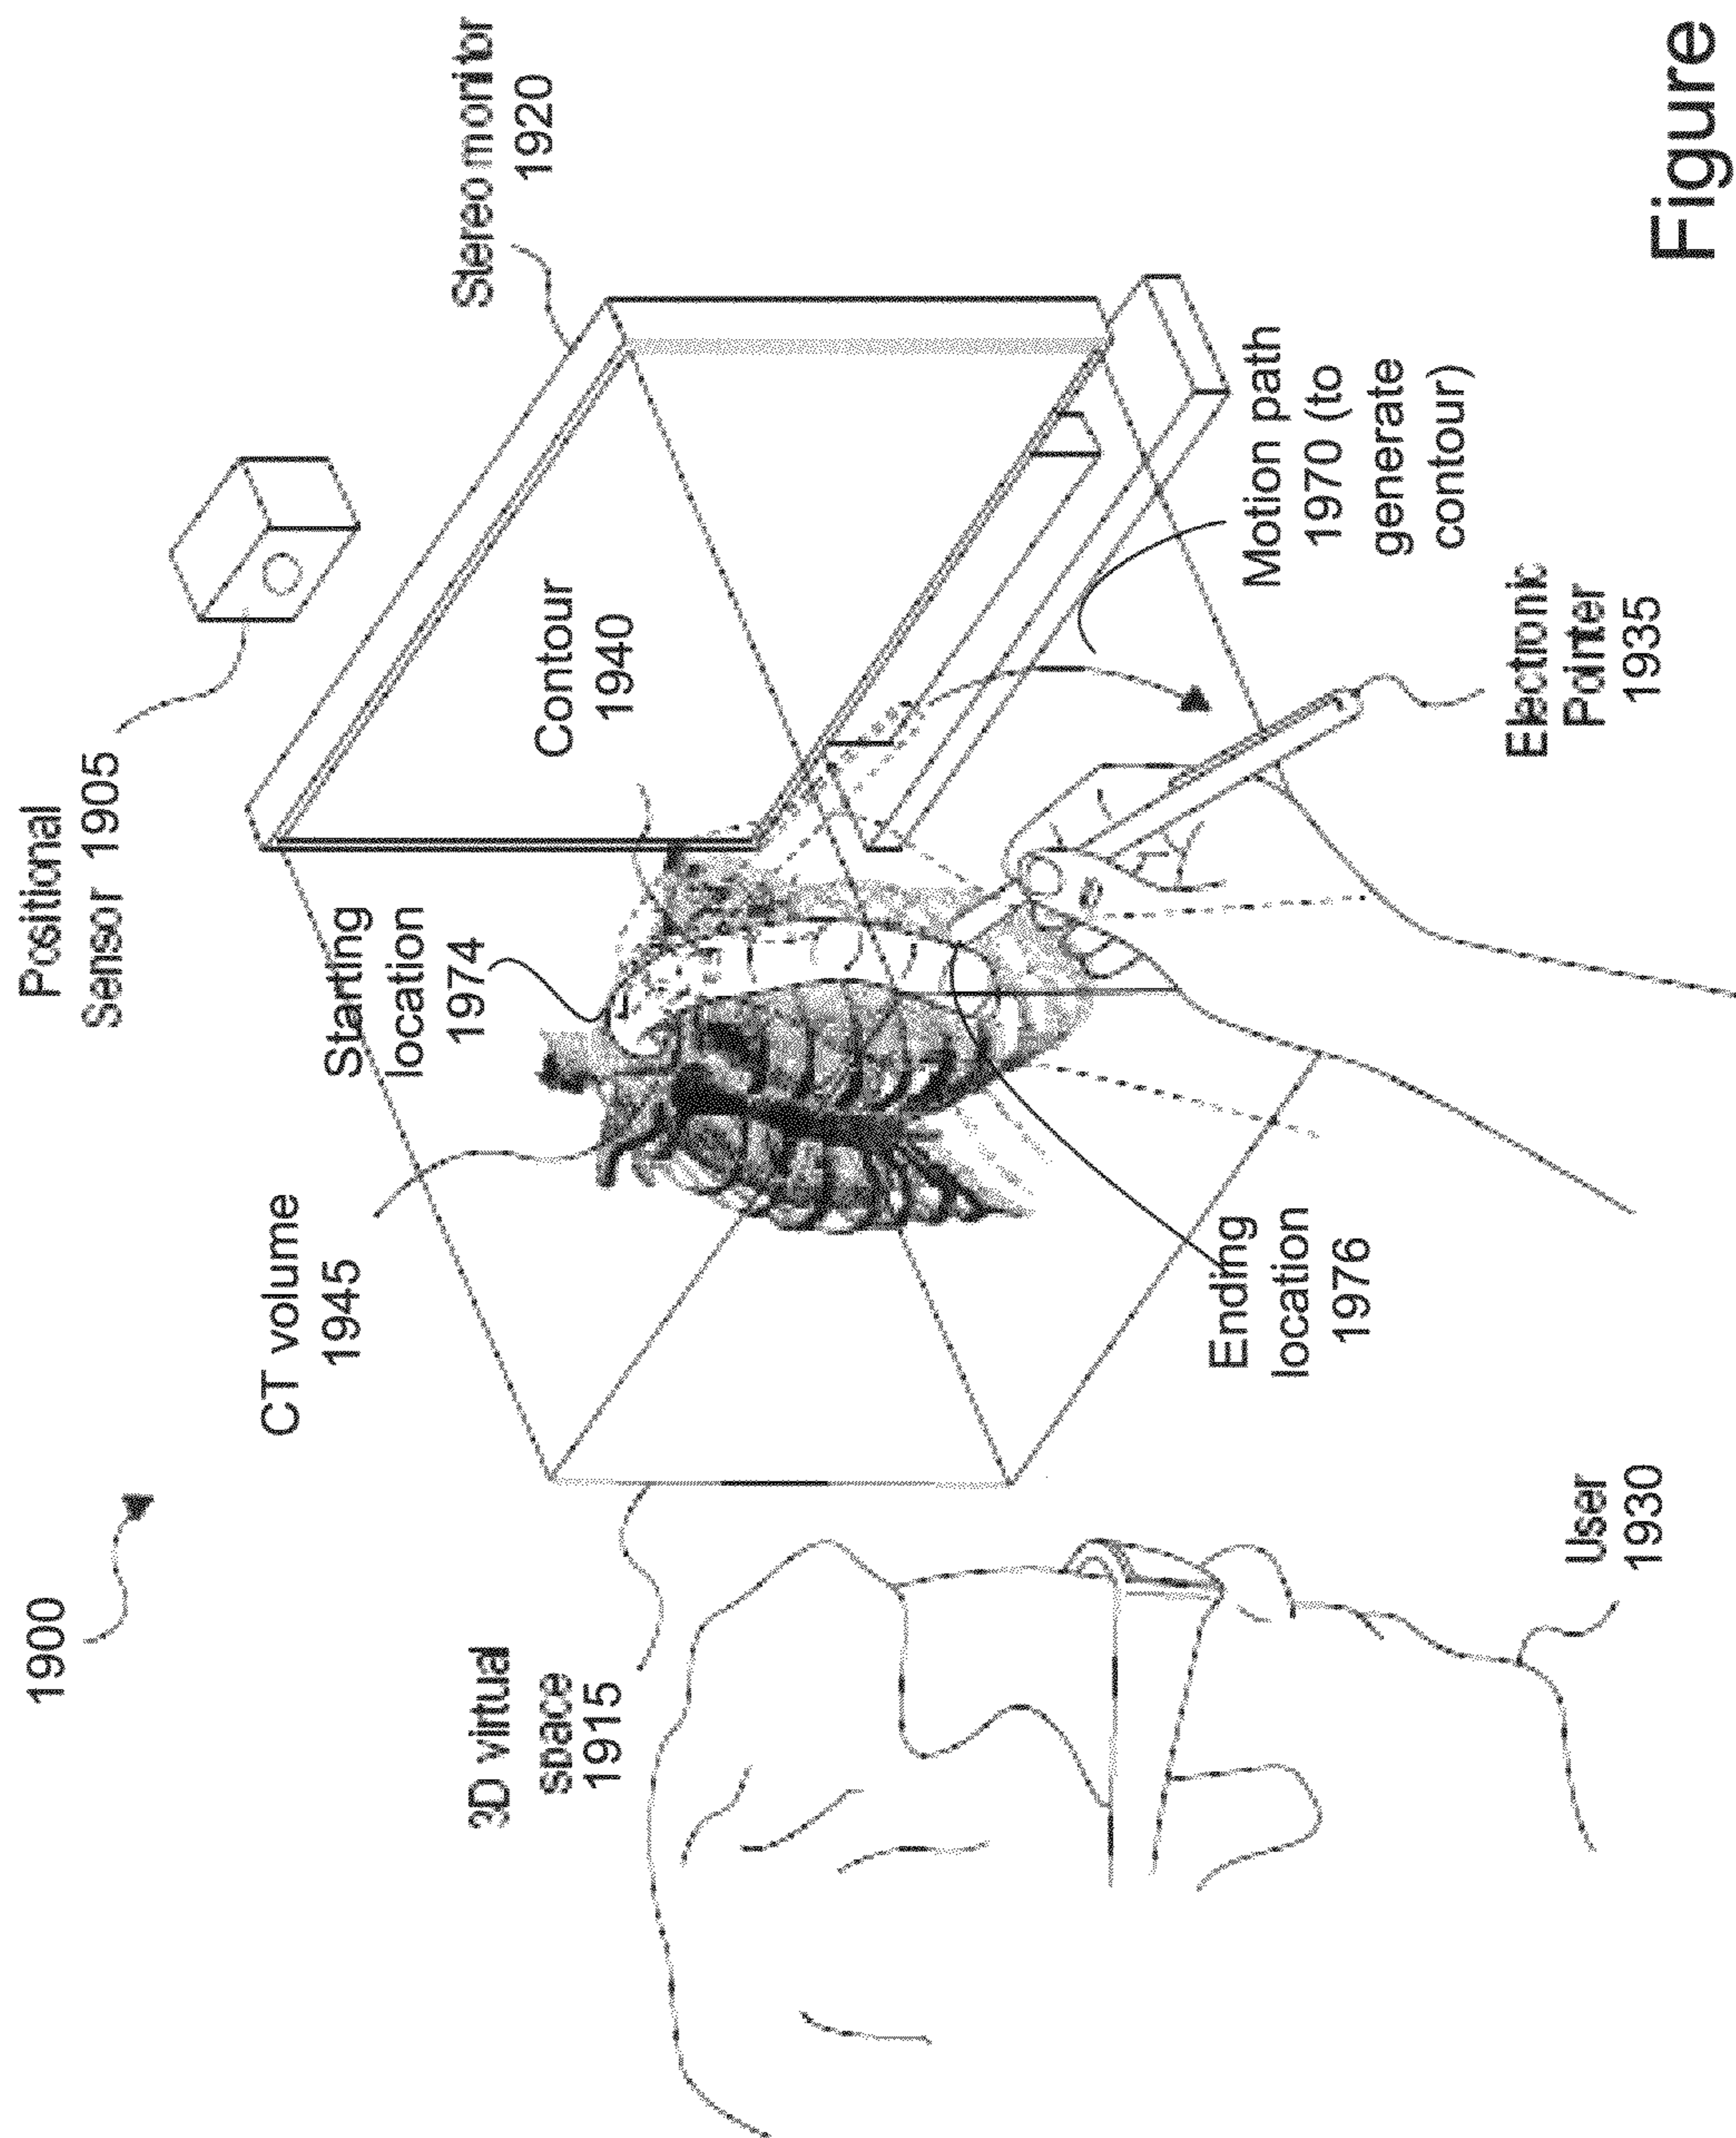 1900
Positional
Sensor 1905
CT volume
1945
Starting
location
1974
Stereo monitor
1920
3D virtual
space
1915
Contour
1940
Motion path
1970 (to
generate
contour)
Ending
location
1976
Electronic
Pointer
1935
User
1930
Figure